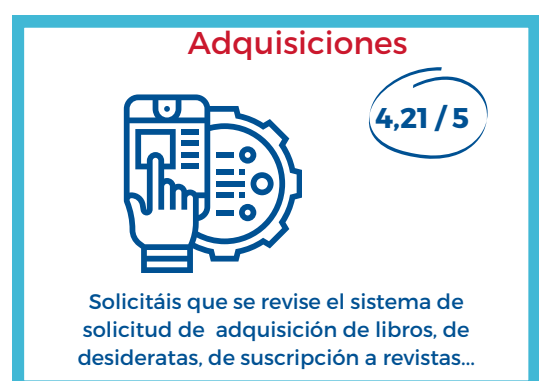 Adquisiciones
4,21 / 5
Solicitáis que se revise el sistema de
solicitud de  adquisición de libros, de
desideratas, de suscripción a revistas...